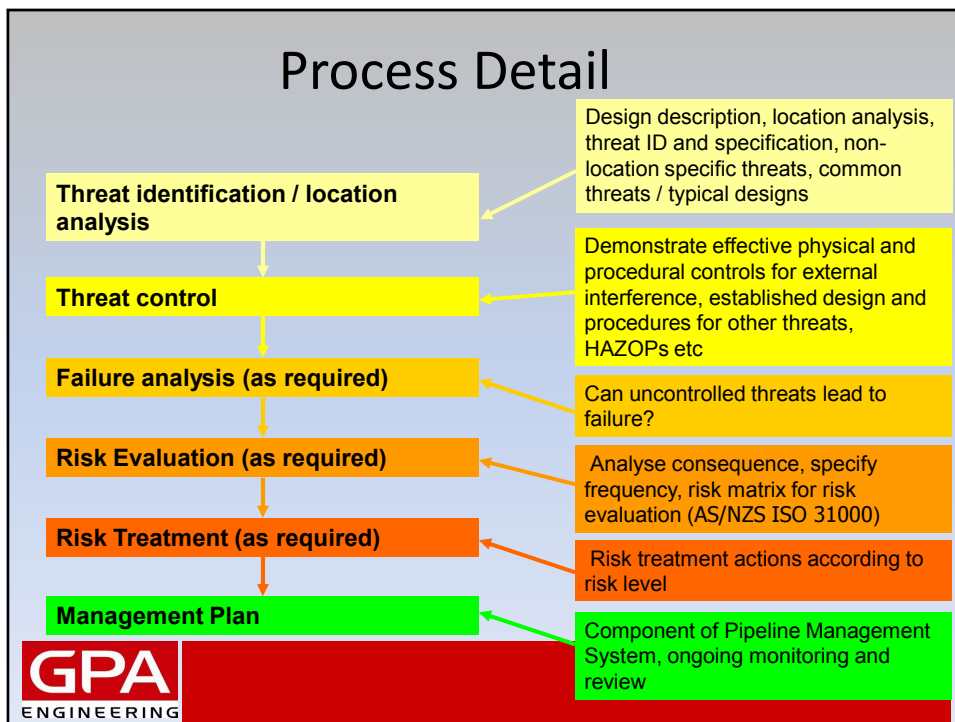 Process Detail
Design description, location analysis,
threat ID and specification, non-
location specific threats, common
threats / typical designs
Threat identification / location
analysis
Demonstrate effective physical and
procedural controls for external
interference, established design and
procedures for other threats,
HAZOPs etc
Threat control
Failure analysis (as required)
Can uncontrolled threats lead to
failure?
Risk Evaluation (as required)
Analyse consequence, specify
frequency, risk matrix for risk
evaluation (AS/NZS ISO 31000)
Risk Treatment (as required)
Risk treatment actions according to
risk level
Management Plan
Component of Pipeline Management
System, ongoing monitoring and
review
GPA
ENGINEERING